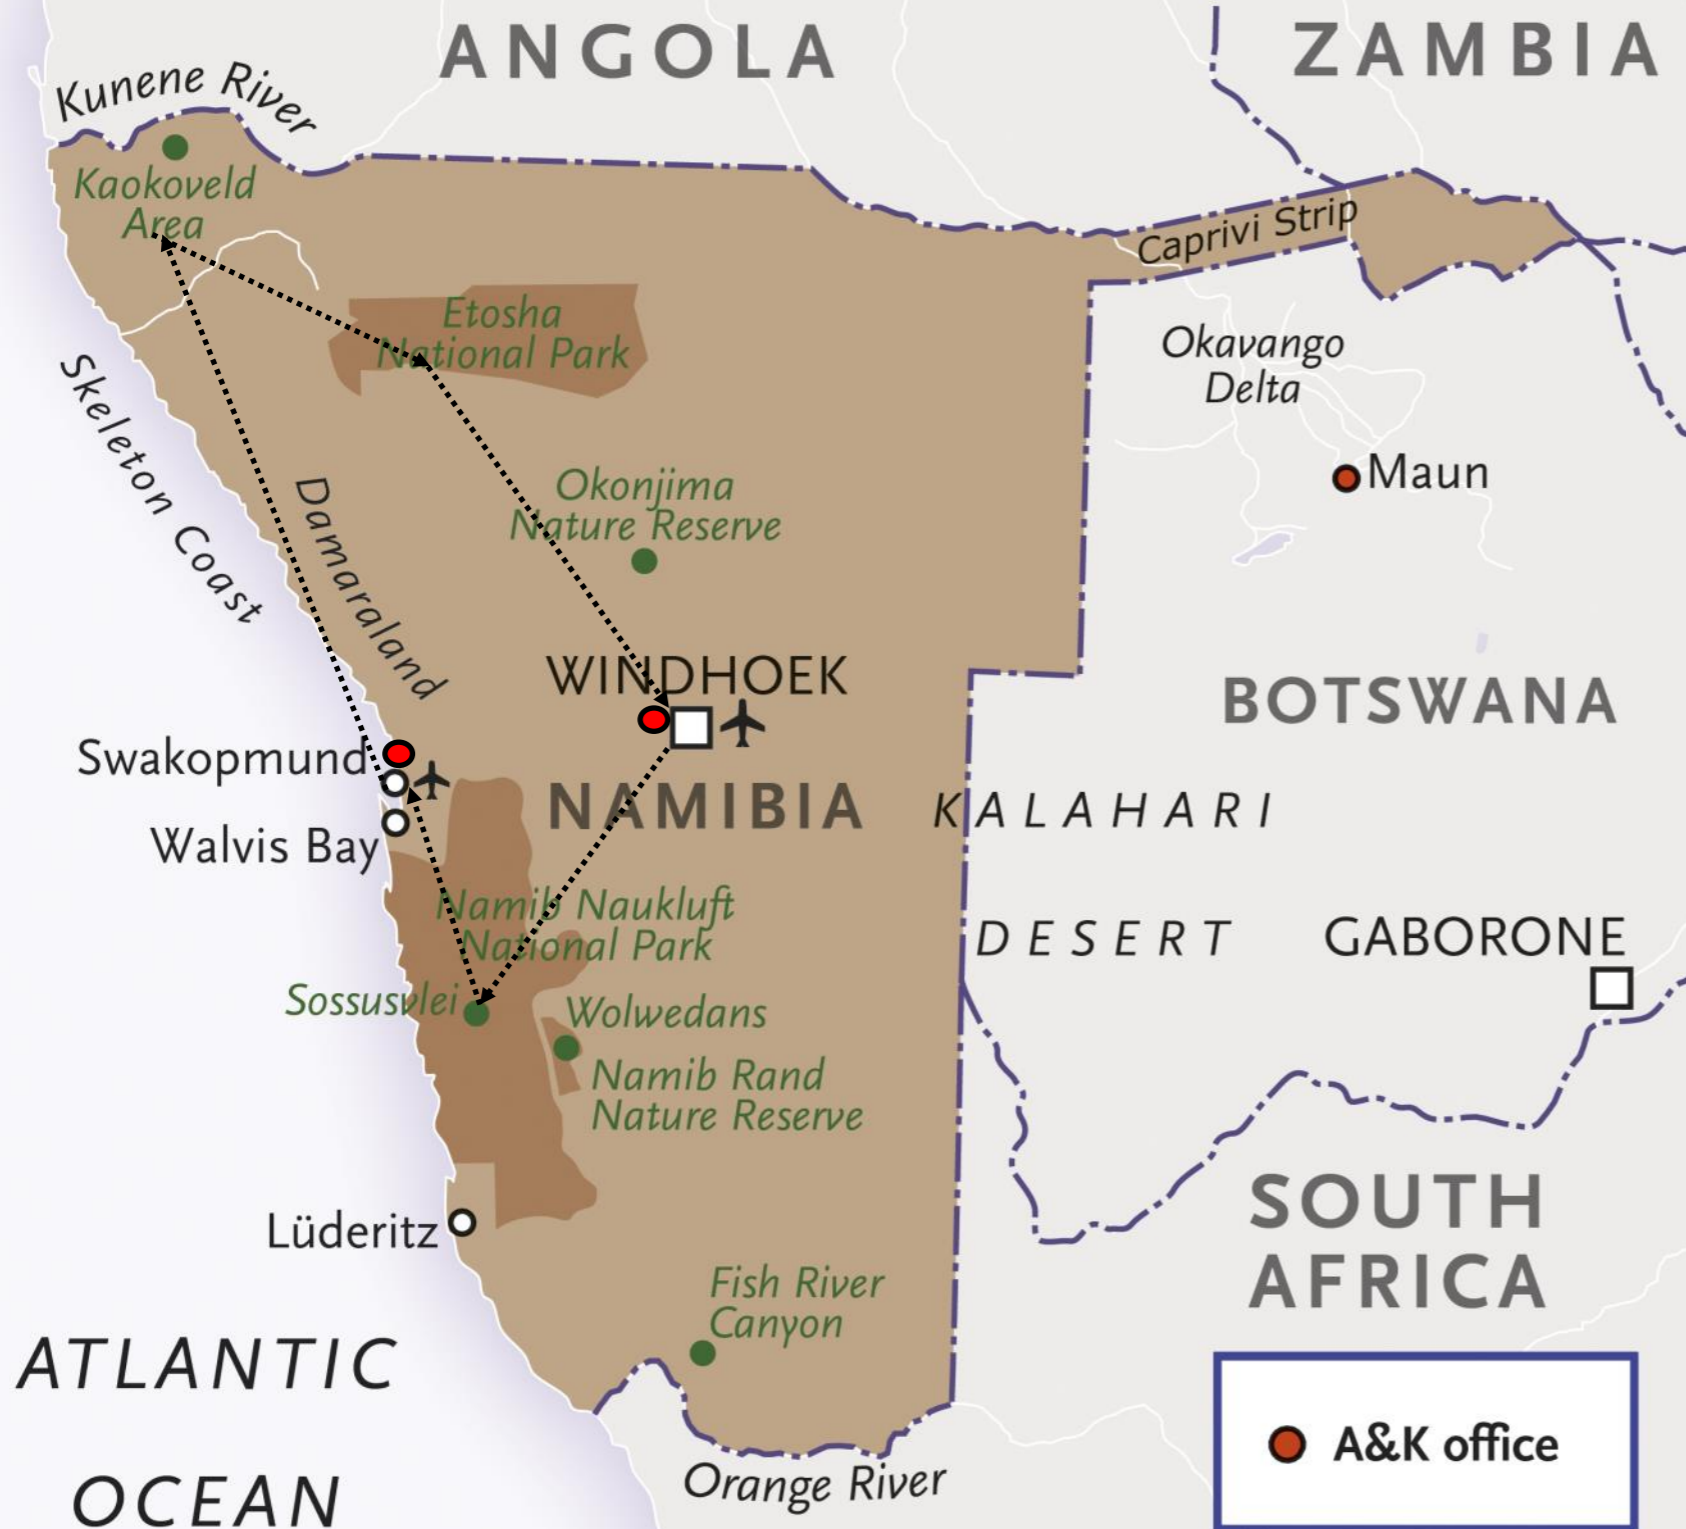 ANGOLA
ZAMBIA
Kunene River
Kaokoveld
Area
Caprivi Strip
Etosha
National Park
Okavango
Delta
Skeleton Coast
Damaraland
Okonjima
Nature Reserve
Maun
WINDHOEK
BOTSWANA
Swakopmund
NAMIBIA
KALAHARI
Walvis Bay
Namib Naukluft
National Park
DESERT
GABORONE
Sossusvlei
Wolwedans
Namib Rand
Nature Reserve
SOUTH
AFRICA
Lüderitz
Fish River
Canyon
ATLANTIC
OCEAN
Orange River
A&K office